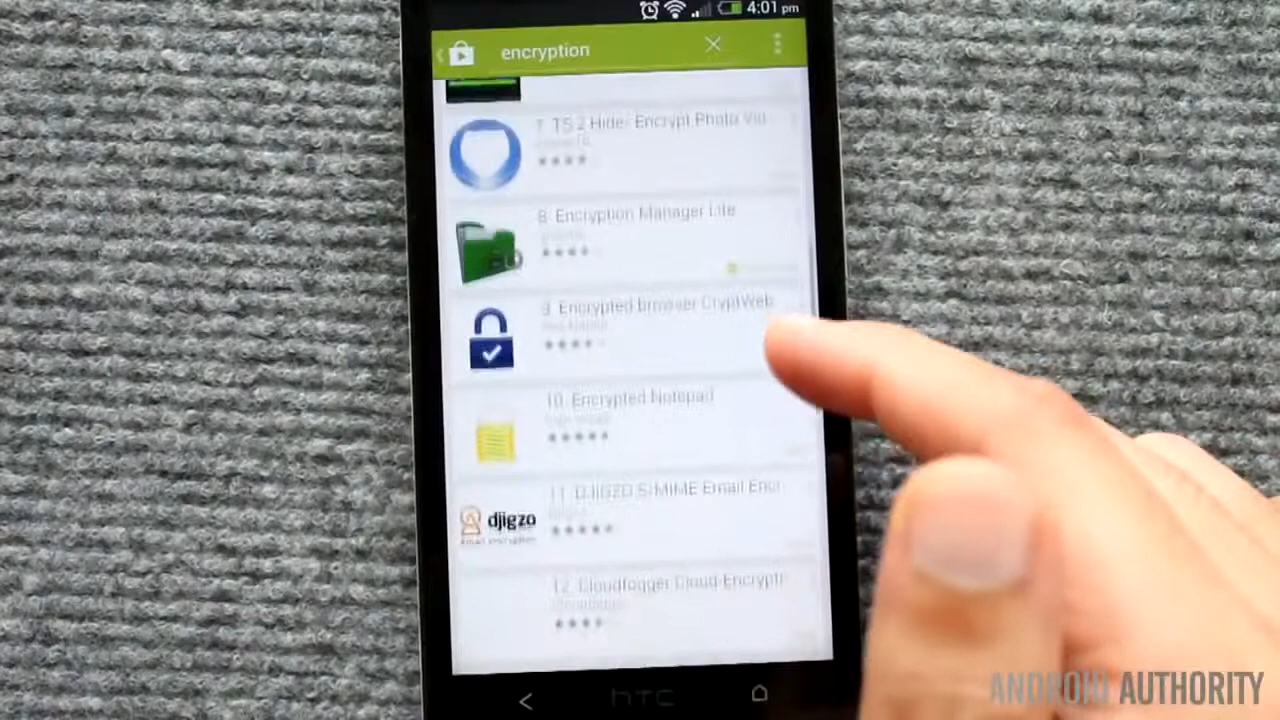 4:01 pm
encryption
7. TS 2 Hide- Encrypt Photo Vid
8. Encryption Manager Lite
9. Encrypted browser CryptWeb
10. Encrypted Notepad
11. DJIGZO S/MIME Email Encr
djigzo
12. Cloudfogger Cloud-Encrypti
hTC
ANDROID AUTHORITY